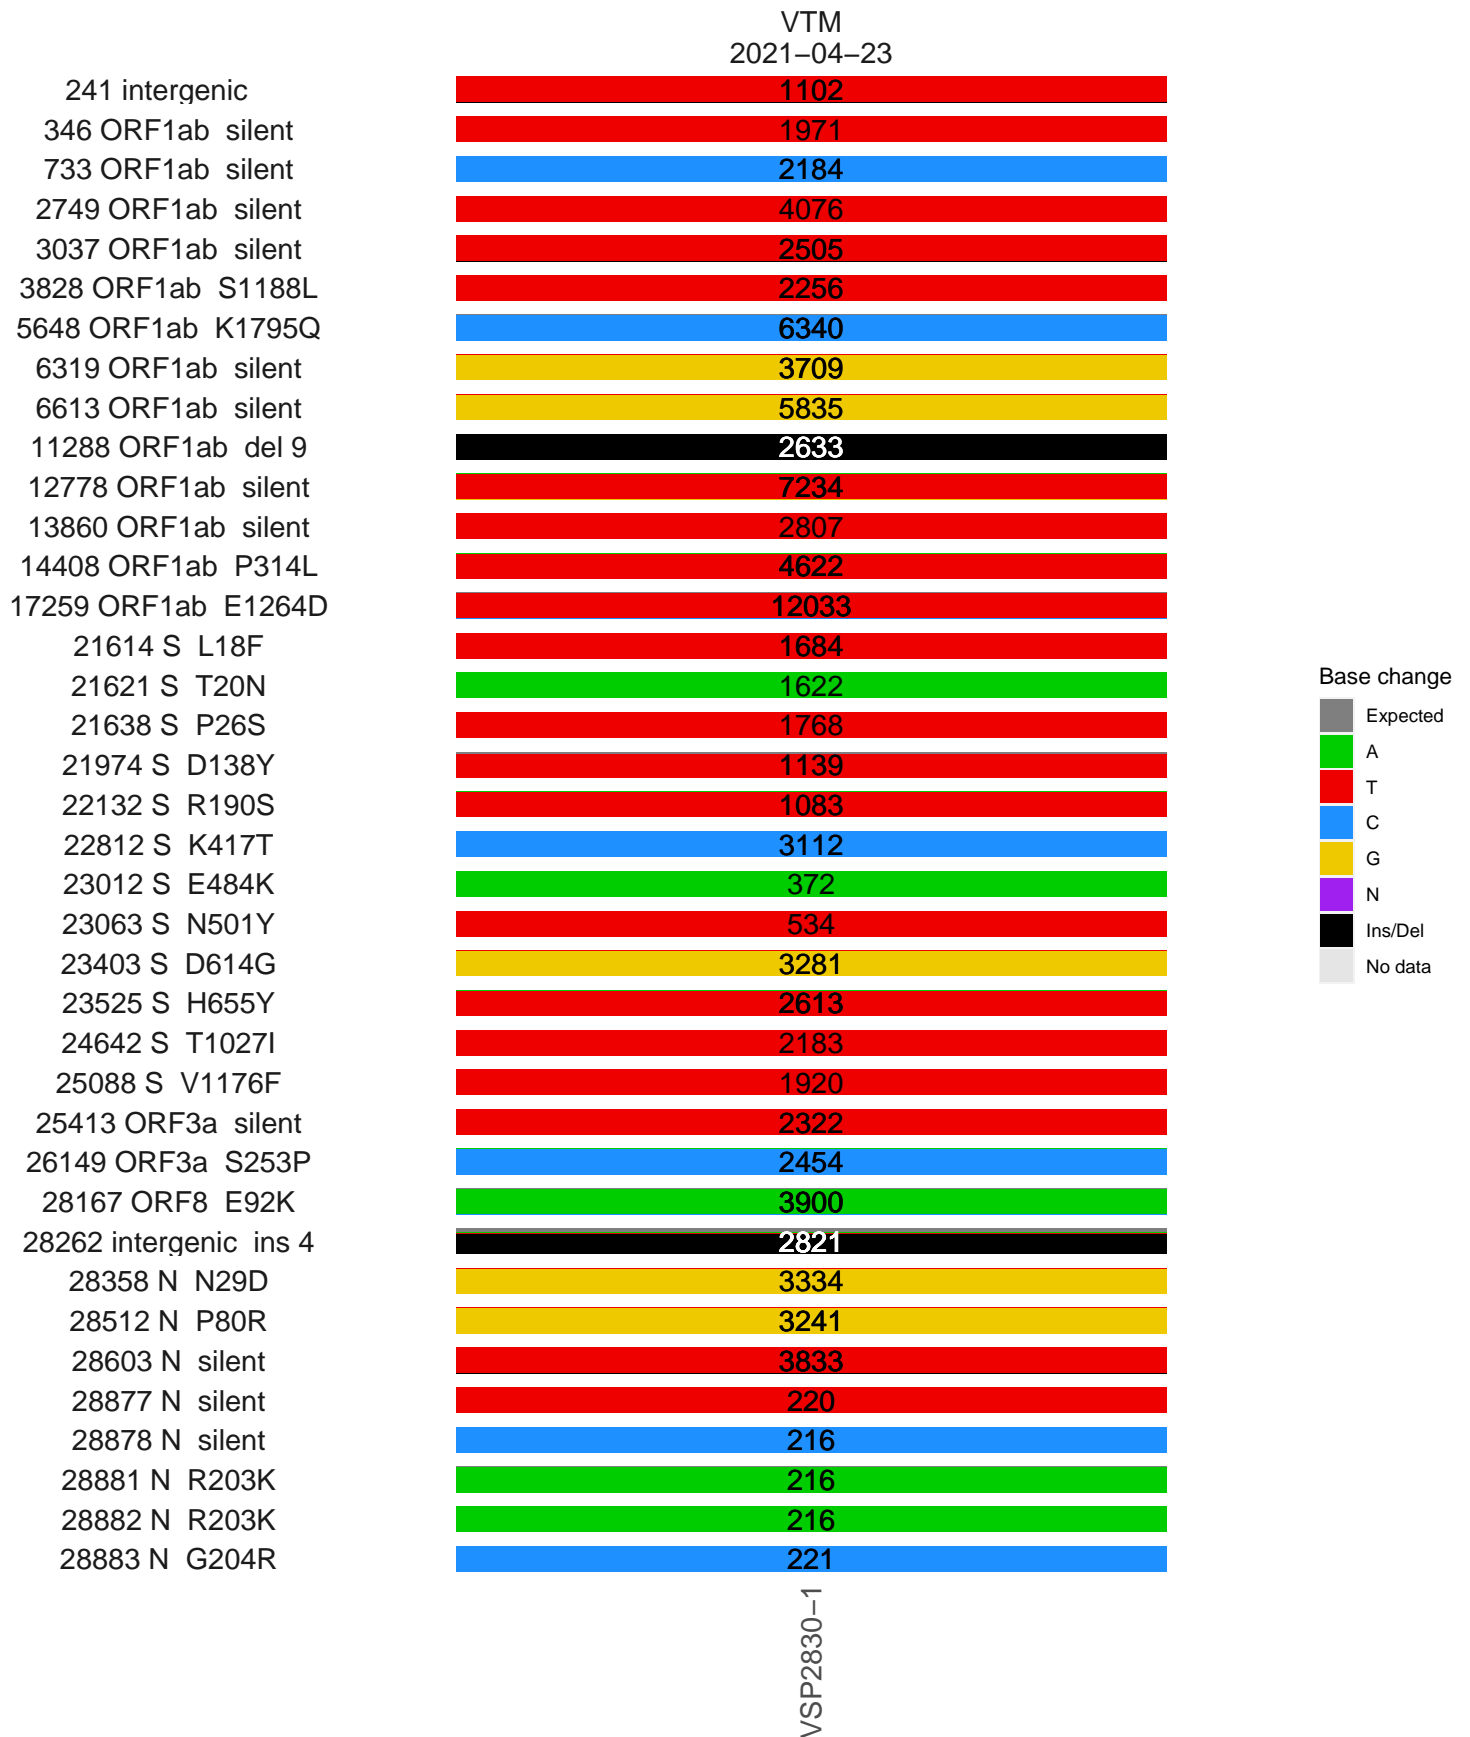 VTM
2021−04−23
241 intergenic 1102
346 ORF1ab silent 1971
733 ORF1ab silent 2184
2749 ORF1ab silent 4076
3037 ORF1ab silent 2505
3828 ORF1ab S1188L 2256
5648 ORF1ab K1795Q 6340
6319 ORF1ab silent 3709
6613 ORF1ab silent 5835
11288 ORF1ab del 9 2633
12778 ORF1ab silent 7234
13860 ORF1ab silent 2807
14408 ORF1ab P314L 4622
17259 ORF1ab E1264D 12033
21614 S L18F 1684
21621 S T20N 1622
21638 S P26S 1768
21974 S D138Y 1139
22132 S R190S 1083
22812 S K417T 3112
23012 S E484K 372
23063 S N501Y 534
23403 S D614G 3281
23525 S H655Y 2613
24642 S T1027I 2183
25088 S V1176F 1920
25413 ORF3a silent 2322
26149 ORF3a S253P 2454
28167 ORF8 E92K 3900
28262 intergenic ins 4 2821
28358 N N29D 3334
28512 N P80R 3241
28603 N silent 3833
28877 N silent 220
28878 N silent 216
28881 N R203K 216
28882 N R203K 216
28883 N G204R 221
VSP2830−1
Base change
Expected
A
T
C
G
N
Ins/Del
No data